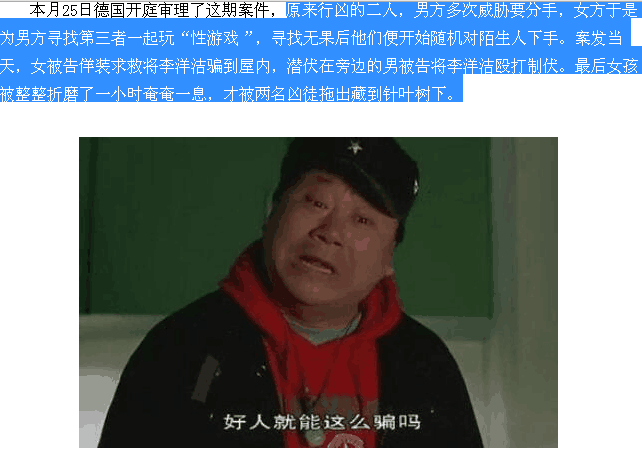 本月25日德国开庭审理了这期案件，原来行凶的二人，男方多次威胁要分手，女方于是
为男方寻找第三者一起玩“性游戏”，寻找无果后他们便开始随机对陌生人下手。案发当
天，女被告佯装求救将李洋洁骗到屋内，潜伏在旁边的男被告将李洋洁殴打制伏。最后女孩
被整整折磨了一小时奄奄一息，才被两名凶徒拖出藏到针叶树下。
好人就能这么骗吗